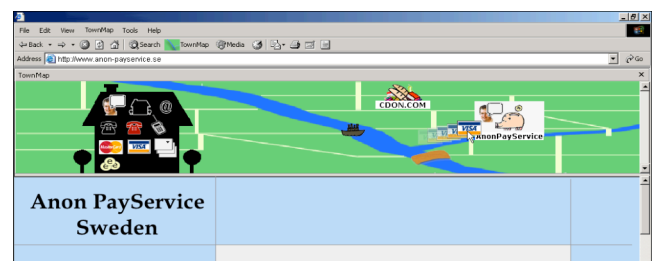 File Edit View TownMap Tools Help
Back Search TownMap Media
Address http://www.anon-payservice.se Go
TownMap
CDON.COM
@
VISA
AnonPayService
MasterCard VISA
Anon PayService
Sweden